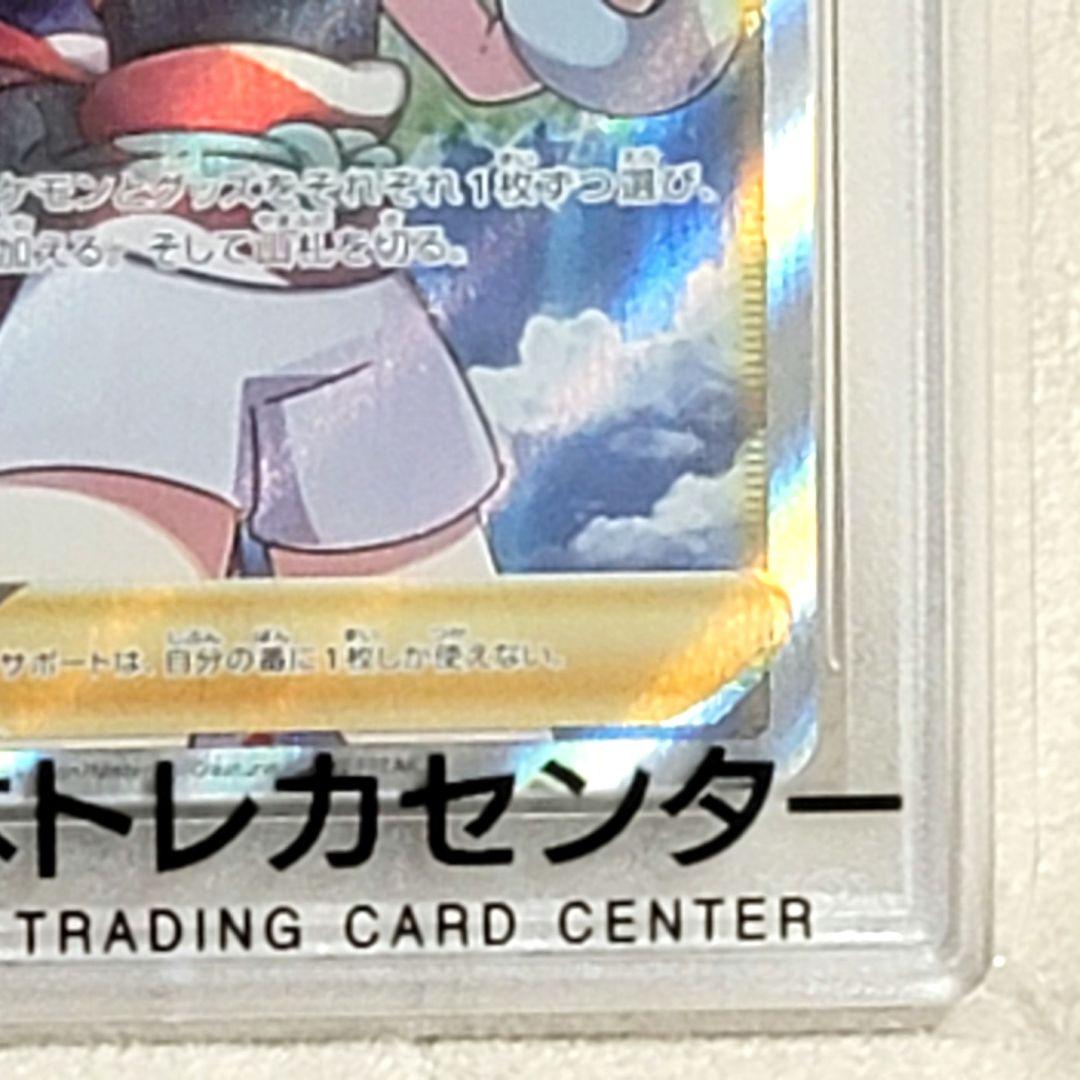 ケモンとグッズをそれぞれ1枚ずつ選び、
加える。そして山札を切る。
サポートは、自分の番に1枚しか使えない。
トレカセンター
TRADING CARD CENTER